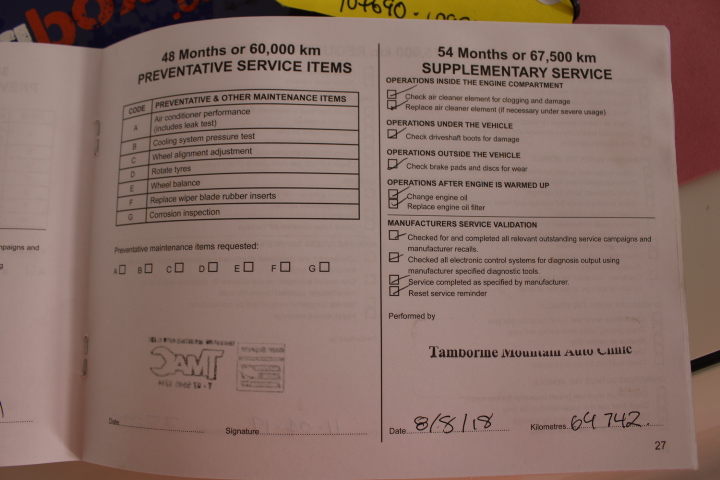 107690
48 Months or 60,000 km
PREVENTATIVE SERVICE ITEMS
CODE PREVENTATIVE & OTHER MAINTENANCE ITEMS
A Air conditioner performance
(includes leak test)
B Cooling system pressure test
C Wheel alignment adjustment
D Rotate tyres
E Wheel balance
F Replace wiper blade rubber inserts
G Corrosion inspection
Preventative maintenance items requested:
A B C D E F G
TMAC
Date
Signature
54 Months or 67,500 km
SUPPLEMENTARY SERVICE
OPERATIONS INSIDE THE ENGINE COMPARTMENT
Check air cleaner element for clogging and damage
Replace air cleaner element (if necessary under severe usage)
OPERATIONS UNDER THE VEHICLE
Check driveshaft boots for damage
OPERATIONS OUTSIDE THE VEHICLE
Check brake pads and discs for wear
OPERATIONS AFTER ENGINE IS WARMED UP
Change engine oil
Replace engine oil filter
MANUFACTURERS SERVICE VALIDATION
Checked for and completed all relevant outstanding service campaigns and
manufacturer recalls.
Checked all electronic control systems for diagnosis output using
manufacturer specified diagnostic tools.
Service completed as specified by manufacturer.
Reset service reminder
Performed by
Tamborine Mountain Auto Clinic
Date 8/8/18 Kilometres 64 742
27